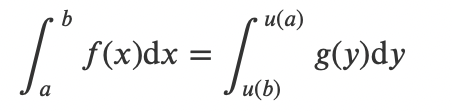 ∫_a^b f(x)dx = ∫_{u(b)}^{u(a)} g(y)dy